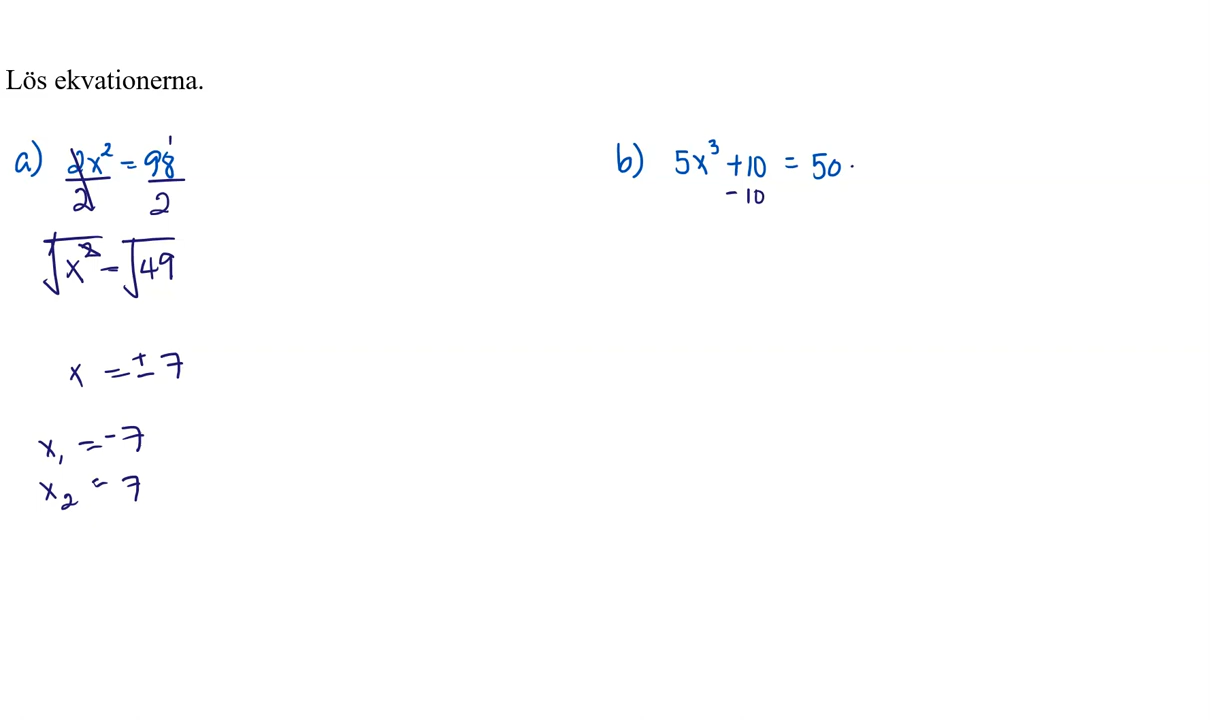 Lös ekvationerna.
a) 2x² = 98
2 2
√x² = √49
x = ± 7
x₁ = -7
x₂ = 7
b) 5x³ + 10 = 50
- 10